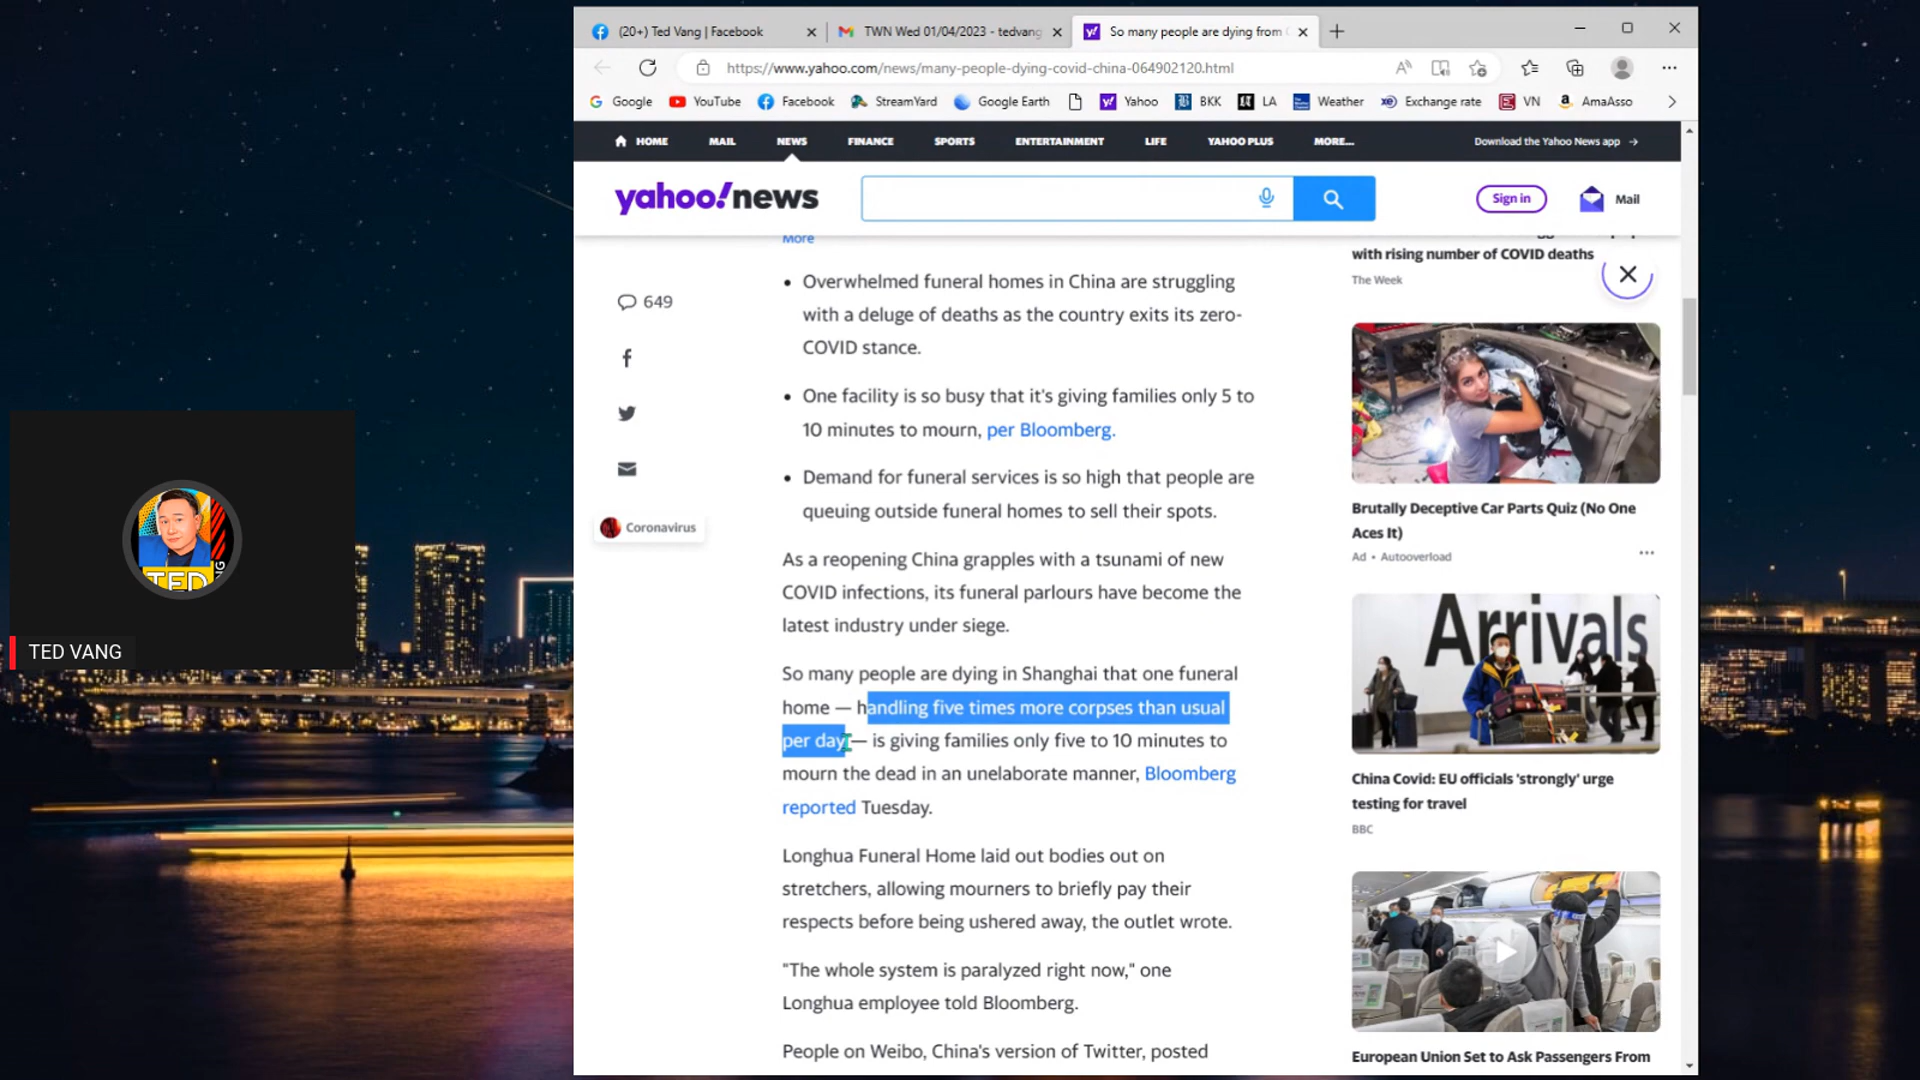 (20+) Ted Vang | Facebook
TWN Wed 01/04/2023 - tedvang
So many people are dying from
https://www.yahoo.com/news/many-people-dying-covid-china-064902120.html
Google
YouTube
Facebook
StreamYard
Google Earth
Yahoo
BKK
LA
Weather
Exchange rate
VN
AmaAsso
HOME
MAIL
NEWS
FINANCE
SPORTS
ENTERTAINMENT
LIFE
YAHOO PLUS
MORE...
Download the Yahoo News app →
yahoo!news
Sign in
Mail
More
649
Coronavirus
• Overwhelmed funeral homes in China are struggling
with a deluge of deaths as the country exits its zero-
COVID stance.
• One facility is so busy that it's giving families only 5 to
10 minutes to mourn, per Bloomberg.
• Demand for funeral services is so high that people are
queuing outside funeral homes to sell their spots.
As a reopening China grapples with a tsunami of new
COVID infections, its funeral parlours have become the
latest industry under siege.
So many people are dying in Shanghai that one funeral
home — handling five times more corpses than usual
per day — is giving families only five to 10 minutes to
mourn the dead in an unelaborate manner, Bloomberg
reported Tuesday.
Longhua Funeral Home laid out bodies out on
stretchers, allowing mourners to briefly pay their
respects before being ushered away, the outlet wrote.
"The whole system is paralyzed right now," one
Longhua employee told Bloomberg.
People on Weibo, China's version of Twitter, posted
with rising number of COVID deaths
The Week
Brutally Deceptive Car Parts Quiz (No One
Aces It)
Ad • Autooverload
Arrivals
China Covid: EU officials 'strongly' urge
testing for travel
BBC
European Union Set to Ask Passengers From
TED
TED VANG